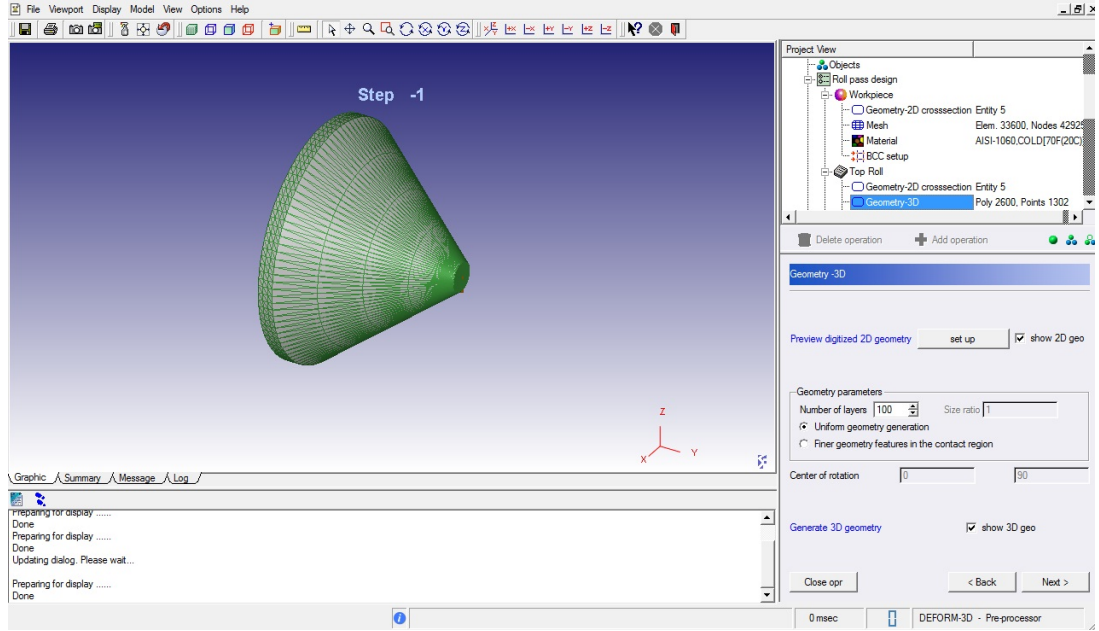 File Viewport Display Model View Options Help
Step -1
Z
X
Y
Graphic Summary Message Log
Preparing for display ......
Done
Preparing for display ......
Done
Updating dialog. Please wait...
Preparing for display ......
Done
Project View
Objects
Roll pass design
Workpiece
Geometry-2D crosssection Entity 5
Mesh Elem. 33600, Nodes 42925
Material AISI-1060,COLD[70F(20C)
BCC setup
Top Roll
Geometry-2D crosssection Entity 5
Geometry-3D Poly 2600, Points 1302
Delete operation Add operation
Geometry -3D
Preview digitized 2D geometry set up show 2D geo
Geometry parameters
Number of layers 100 Size ratio 1
Uniform geometry generation
Finer geometry features in the contact region
Center of rotation 0 90
Generate 3D geometry show 3D geo
Close opr < Back Next >
0 msec DEFORM-3D - Pre-processor